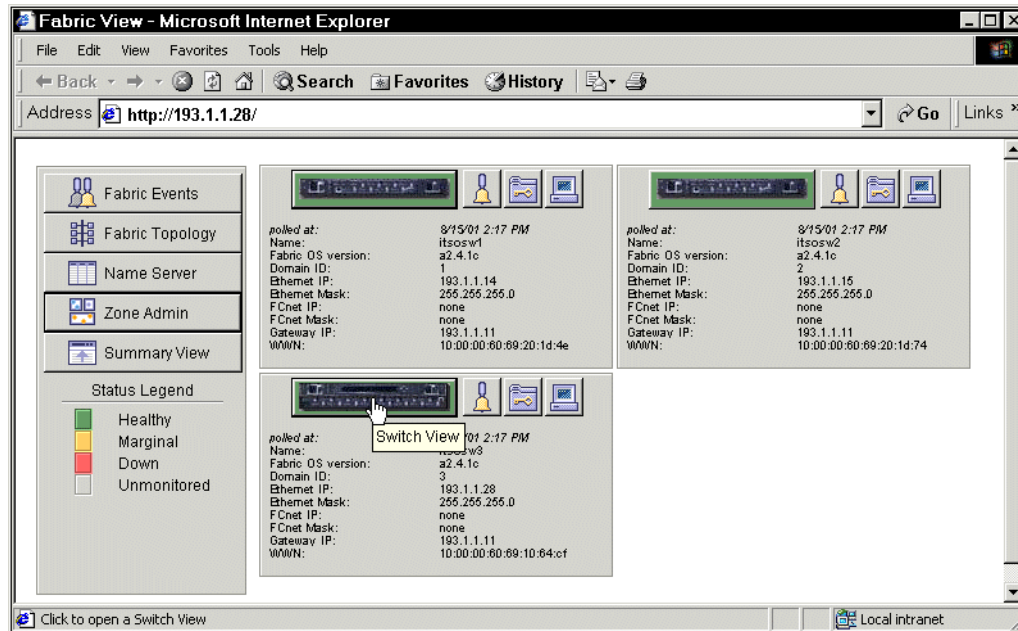 Fabric View - Microsoft Internet Explorer
File Edit View Favorites Tools Help
Back Search Favorites History
Address http://193.1.1.28/ Go Links »
Fabric Events
Fabric Topology
Name Server
Zone Admin
Summary View
Status Legend
Healthy
Marginal
Down
Unmonitored
polled at: 8/15/01 2:17 PM
Name: itsosw1
Fabric OS version: a2.4.1c
Domain ID: 1
Ethernet IP: 193.1.1.14
Ethernet Mask: 255.255.255.0
FCnet IP: none
FCnet Mask: none
Gateway IP: 193.1.1.11
WWN: 10:00:00:60:69:20:1d:4e
polled at: 8/15/01 2:17 PM
Name: itsosw2
Fabric OS version: a2.4.1c
Domain ID: 2
Ethernet IP: 193.1.1.15
Ethernet Mask: 255.255.255.0
FCnet IP: none
FCnet Mask: none
Gateway IP: 193.1.1.11
WWN: 10:00:00:60:69:20:1d:74
Switch View
polled at: /01 2:17 PM
Name: itsosw3
Fabric OS version: a2.4.1c
Domain ID: 3
Ethernet IP: 193.1.1.28
Ethernet Mask: 255.255.255.0
FCnet IP: none
FCnet Mask: none
Gateway IP: 193.1.1.11
WWN: 10:00:00:60:69:10:64:cf
Click to open a Switch View Local intranet